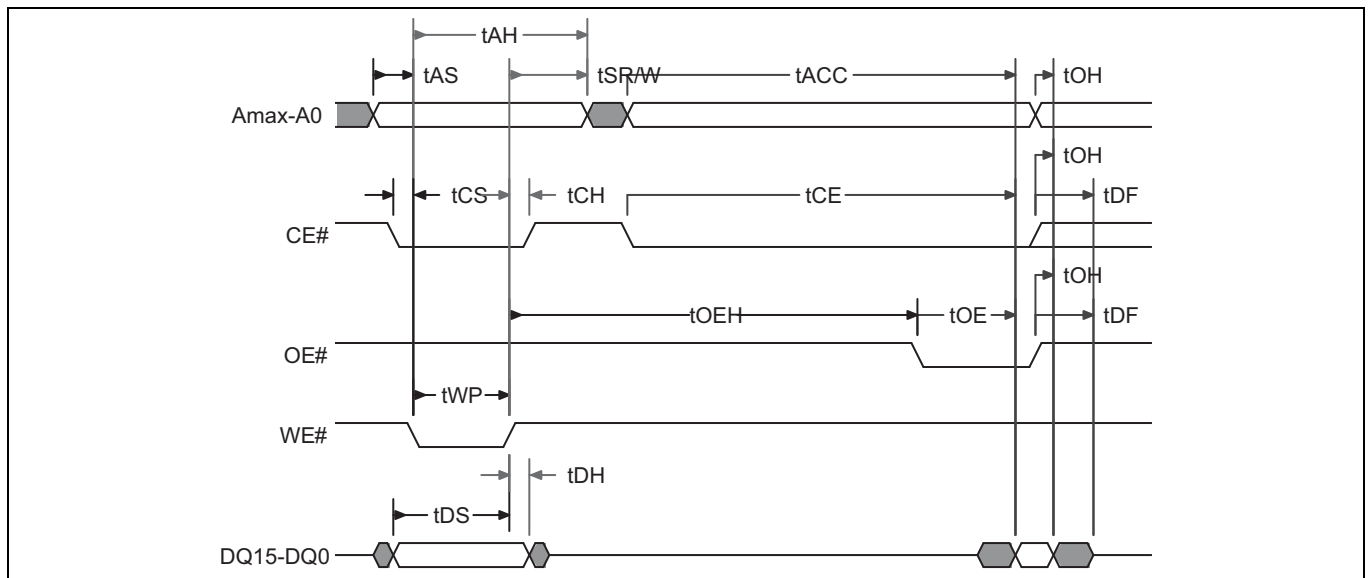 tAH
tAS tSR/W tACC tOH
Amax-A0
tOH
tCS tCH tCE tDF
CE#
tOH
tOEH tOE tDF
OE#
tWP
WE#
tDH
tDS
DQ15-DQ0